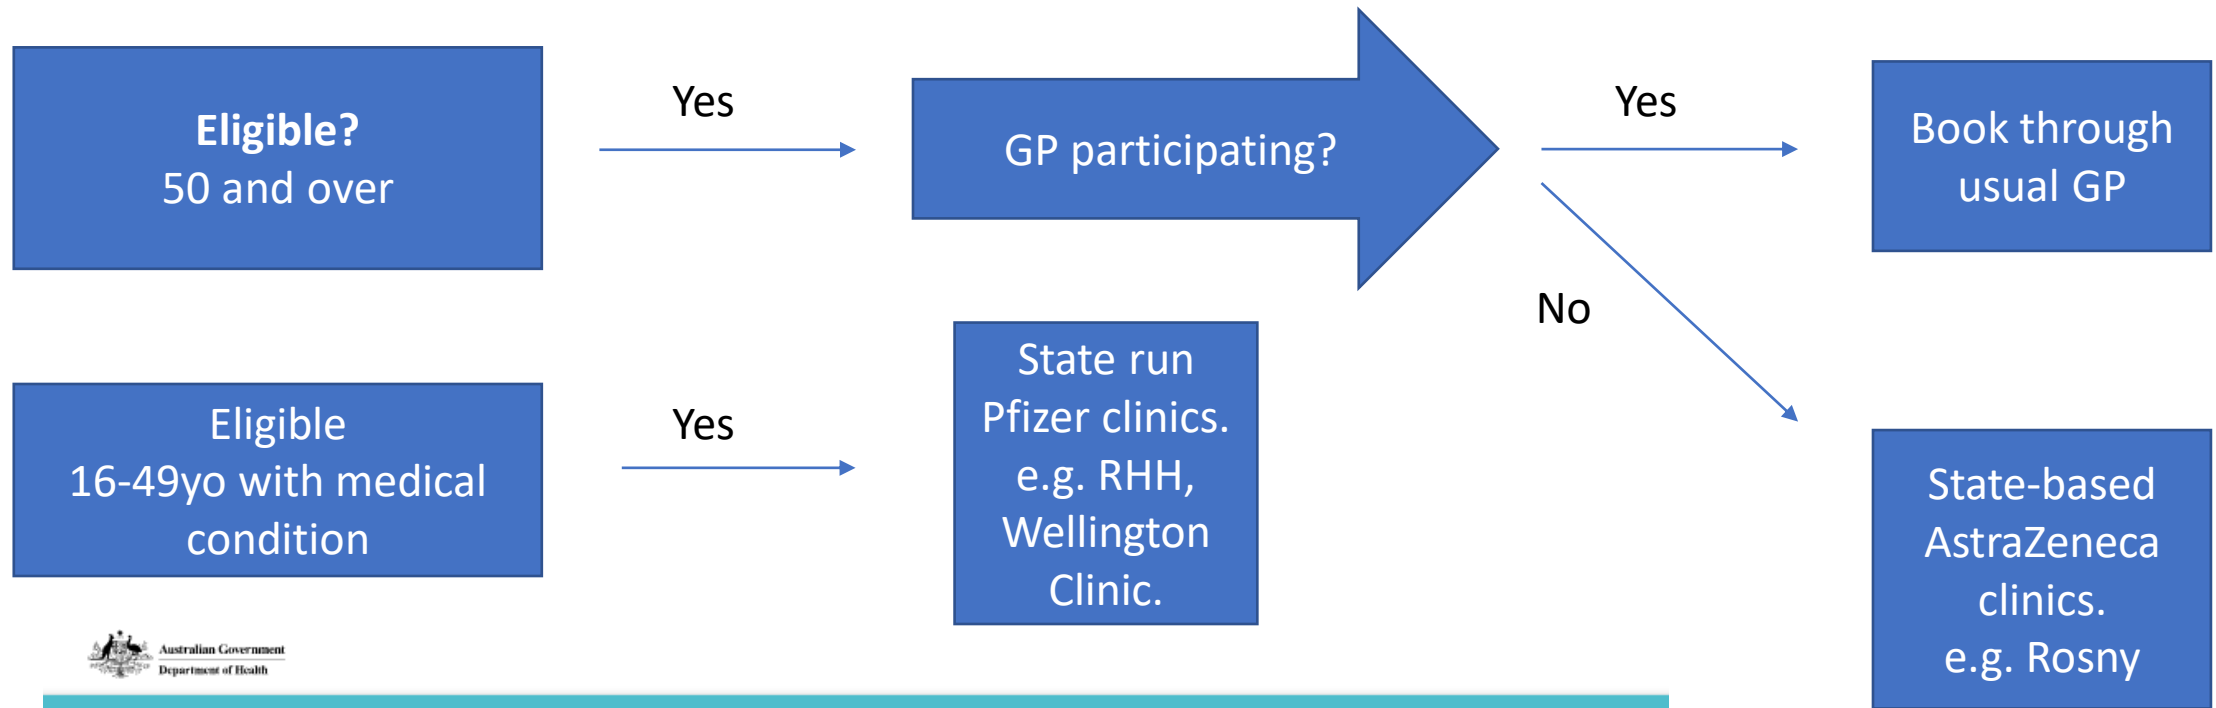 Eligible?
50 and over
Yes
GP participating?
Yes
Book through
usual GP
No
Eligible
16-49yo with medical
condition
Yes
State run
Pfizer clinics.
e.g. RHH,
Wellington
Clinic.
State-based
AstraZeneca
clinics.
e.g. Rosny
Australian Government
Department of Health